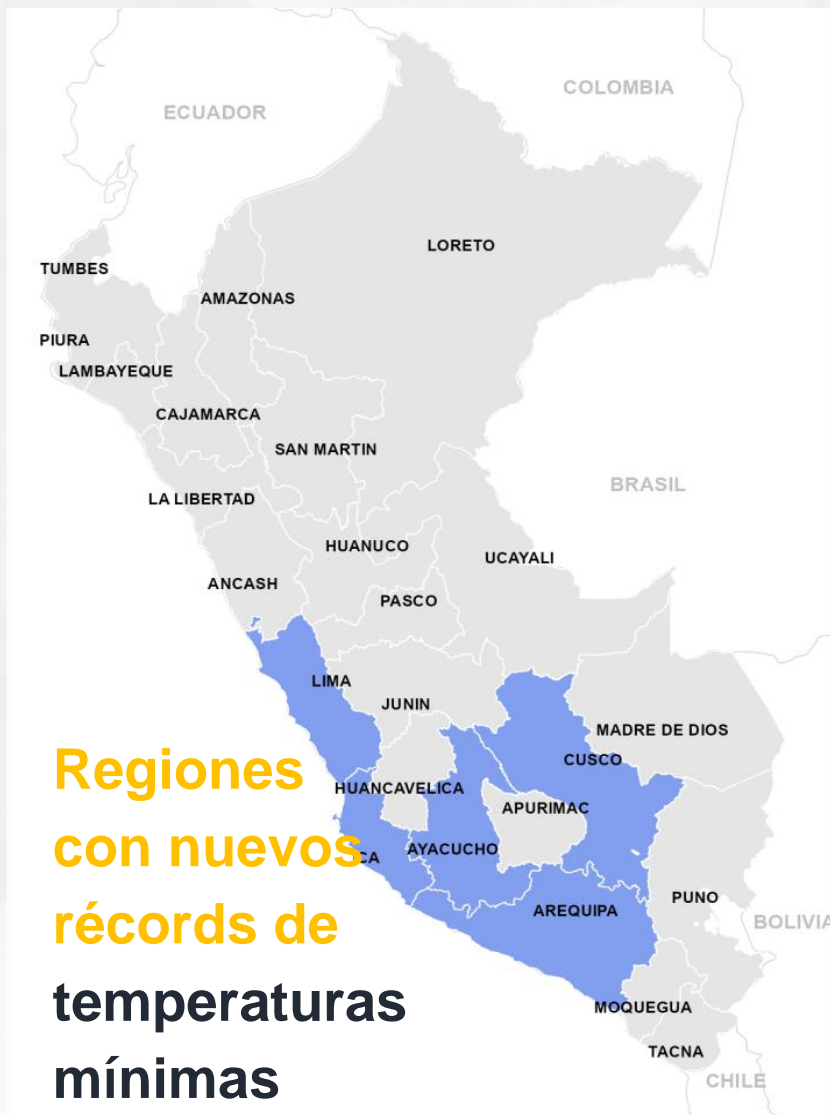 COLOMBIA
ECUADOR
LORETO
TUMBES
AMAZONAS
PIURA
LAMBAYEQUE
CAJAMARCA
SAN MARTIN
BRASIL
LA LIBERTAD
HUANUCO
UCAYALI
ANCASH
PASCO
LIMA
JUNIN
MADRE DE DIOS
CUSCO
HUANCAVELICA
APURIMAC
CA
AYACUCHO
PUNO
AREQUIPA
BOLIVIA
MOQUEGUA
TACNA
CHILE
Regiones
con nuevos
récords de
temperaturas
mínimas